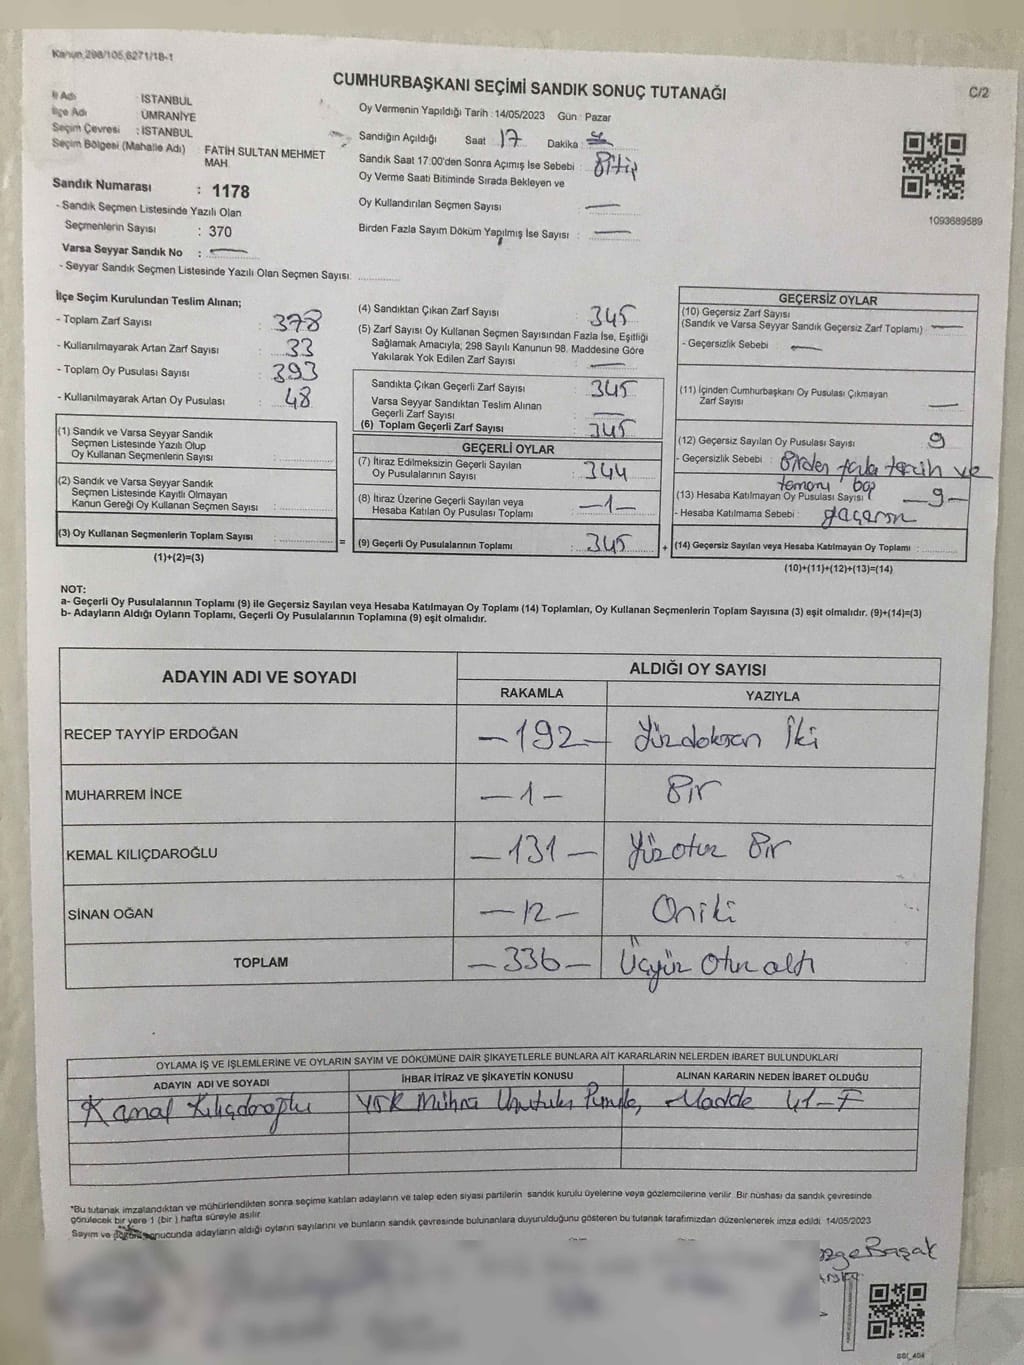 Kanun,298/105,6271/18-1
CUMHURBAŞKANI SEÇİMİ SANDIK SONUÇ TUTANAĞI
C/2
İl Adı : İSTANBUL
İlçe Adı : ÜMRANİYE
Seçim Çevresi : İSTANBUL
Seçim Bölgesi (Mahalle Adı) : FATİH SULTAN MEHMET
MAH.
Sandık Numarası : 1178
- Sandık Seçmen Listesinde Yazılı Olan
Seçmenlerin Sayısı : 370
Varsa Seyyar Sandık No : —
- Seyyar Sandık Seçmen Listesinde Yazılı Olan Seçmen Sayısı:
Oy Vermenin Yapıldığı Tarih : 14/05/2023 Gün : Pazar
Sandığın Açıldığı Saat : 17 Dakika :
Sandık Saat 17:00'den Sonra Açımış İse Sebebi :
Oy Verme Saati Bitiminde Sırada Bekleyen ve
Oy Kullandırılan Seçmen Sayısı : —
Birden Fazla Sayım Döküm Yapılmış İse Sayısı : —
1093689589
İlçe Seçim Kurulundan Teslim Alınan;
- Toplam Zarf Sayısı : 378
- Kullanılmayarak Artan Zarf Sayısı : 33
- Toplam Oy Pusulası Sayısı : 393
- Kullanılmayarak Artan Oy Pusulası : 48
(1) Sandık ve Varsa Seyyar Sandık
Seçmen Listesinde Yazılı Olup
Oy Kullanan Seçmenlerin Sayısı :
(2) Sandık ve Varsa Seyyar Sandık
Seçmen Listesinde Kayıtlı Olmayan
Kanun Gereği Oy Kullanan Seçmen Sayısı :
(3) Oy Kullanan Seçmenlerin Toplam Sayısı :
(1)+(2)=(3)
=
(4) Sandıktan Çıkan Zarf Sayısı : 345
(5) Zarf Sayısı Oy Kullanan Seçmen Sayısından Fazla İse, Eşitliği
Sağlamak Amacıyla; 298 Sayılı Kanunun 98. Maddesine Göre
Yakılarak Yok Edilen Zarf Sayısı : —
Sandıkta Çıkan Geçerli Zarf Sayısı : 345
Varsa Seyyar Sandıktan Teslim Alınan
Geçerli Zarf Sayısı : —
(6) Toplam Geçerli Zarf Sayısı : 345
GEÇERLİ OYLAR
(7) İtiraz Edilmeksizin Geçerli Sayılan
Oy Pusulalarının Sayısı : 344
(8) İtiraz Üzerine Geçerli Sayılan veya
Hesaba Katılan Oy Pusulası Toplamı : —1—
(9) Geçerli Oy Pusulalarının Toplamı : 345
+
GEÇERSİZ OYLAR
(10) Geçersiz Zarf Sayısı
(Sandık ve Varsa Seyyar Sandık Geçersiz Zarf Toplamı) : —
- Geçersizlik Sebebi : —
(11) İçinden Cumhurbaşkanı Oy Pusulası Çıkmayan
Zarf Sayısı : —
(12) Geçersiz Sayılan Oy Pusulası Sayısı : 9
- Geçersizlik Sebebi : Birden fazla tercih ve
tamamı boş
(13) Hesaba Katılmayan Oy Pusulası Sayısı : —9—
- Hesaba Katılmama Sebebi :
(14) Geçersiz Sayılan veya Hesaba Katılmayan Oy Toplamı :
(10)+(11)+(12)+(13)=(14)
NOT:
a- Geçerli Oy Pusulalarının Toplamı (9) ile Geçersiz Sayılan veya Hesaba Katılmayan Oy Toplamı (14) Toplamları, Oy Kullanan Seçmenlerin Toplam Sayısına (3) eşit olmalıdır. (9)+(14)=(3)
b- Adayların Aldığı Oyların Toplamı, Geçerli Oy Pusulalarının Toplamına (9) eşit olmalıdır.
ADAYIN ADI VE SOYADI ALDIĞI OY SAYISI
RAKAMLA YAZIYLA
RECEP TAYYİP ERDOĞAN —192— Yüzdoksan İki
MUHARREM İNCE —1— Bir
KEMAL KILIÇDAROĞLU —131— Yüzotuz Bir
SİNAN OĞAN —12— Oniki
TOPLAM —336— Üçyüz Otuz altı
OYLAMA İŞ VE İŞLEMLERİNE VE OYLARIN SAYIM VE DÖKÜMÜNE DAİR ŞİKAYETLERLE BUNLARA AİT KARARLARIN NELERDEN İBARET BULUNDUKLARI
ADAYIN ADI VE SOYADI İHBAR İTİRAZ VE ŞİKAYETİN KONUSU ALINAN KARARIN NEDEN İBARET OLDUĞU
Kemal Kılıçdaroğlu YSK Mührü Madde 41-F
*Bu tutanak imzalandıktan ve mühürlendikten sonra seçime katılan adayların ve talep eden siyasi partilerin sandık kurulu üyelerine veya gözlemcilerine verilir. Bir nüshası da sandık çevresinde
görülecek bir yere 1 (bir ) hafta süreyle asılır.
Sayım ve döküm sonucunda adayların aldığı oyların sayılarını ve bunların sandık çevresinde bulunanlara duyurulduğunu gösteren bu tutanak tarafımızdan düzenlenerek imza edildi. 14/05/2023
Başak